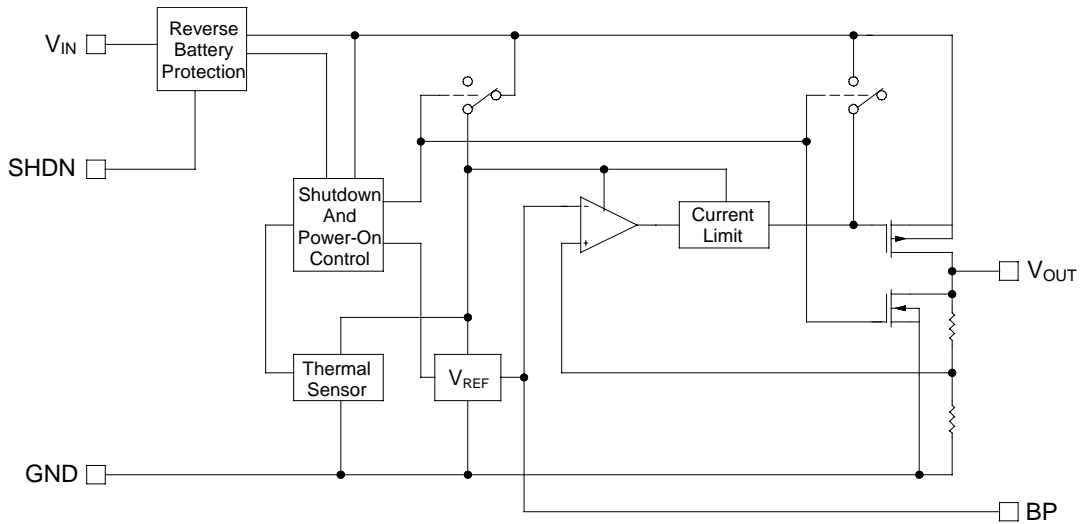 Reverse
Battery
Protection
VIN
SHDN
Shutdown
And
Power-On
Control
-
+
Current
Limit
VOUT
Thermal
Sensor
VREF
GND
BP